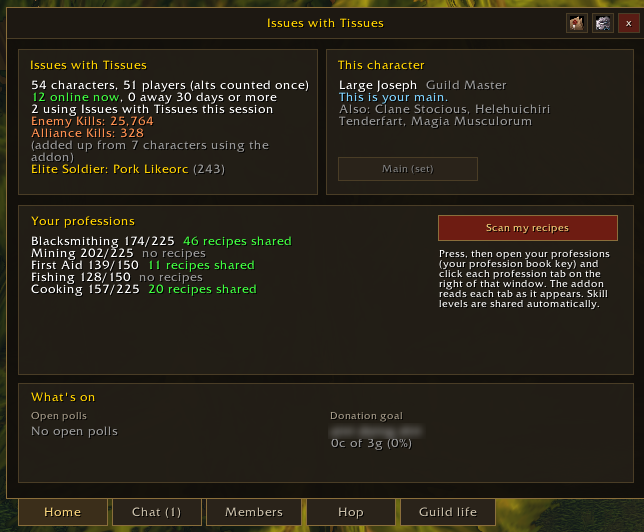 Issues with Tissues
x
Issues with Tissues
54 characters, 51 players (alts counted once)
12 online now, 0 away 30 days or more
2 using Issues with Tissues this session
Enemy Kills: 25,764
Alliance Kills: 328
(added up from 7 characters using the
addon)
Elite Soldier: Pork Likeorc (243)
This character
Large Joseph Guild Master
This is your main.
Also: Clane Stocious, Helehuichiri
Tenderfart, Magia Musculorum
Main (set)
Your professions
Blacksmithing 174/225 46 recipes shared
Mining 202/225 no recipes
First Aid 139/150 11 recipes shared
Fishing 128/150 no recipes
Cooking 157/225 20 recipes shared
Scan my recipes
Press, then open your professions
(your profession book key) and
click each profession tab on the
right of that window. The addon
reads each tab as it appears. Skill
levels are shared automatically.
What's on
Open polls
No open polls
Donation goal
0c of 3g (0%)
Home
Chat (1)
Members
Hop
Guild life